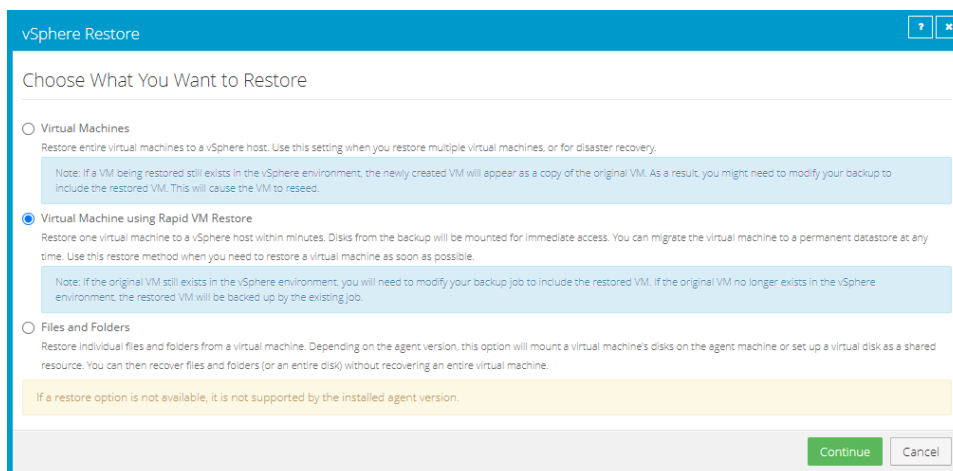 vSphere Restore
?
×
Choose What You Want to Restore
Virtual Machines
Restore entire virtual machines to a vSphere host. Use this setting when you restore multiple virtual machines, or for disaster recovery.
Note: If a VM being restored still exists in the vSphere environment, the newly created VM will appear as a copy of the original VM. As a result, you might need to modify your backup to
include the restored VM. This will cause the VM to reseed.
Virtual Machine using Rapid VM Restore
Restore one virtual machine to a vSphere host within minutes. Disks from the backup will be mounted for immediate access. You can migrate the virtual machine to a permanent datastore at any
time. Use this restore method when you need to restore a virtual machine as soon as possible.
Note: If the original VM still exists in the vSphere environment, you will need to modify your backup job to include the restored VM. If the original VM no longer exists in the vSphere
environment, the restored VM will be backed up by the existing job.
Files and Folders
Restore individual files and folders from a virtual machine. Depending on the agent version, this option will mount a virtual machine's disks on the agent machine or set up a virtual disk as a shared
resource. You can then recover files and folders (or an entire disk) without recovering an entire virtual machine.
If a restore option is not available, it is not supported by the installed agent version.
Continue
Cancel